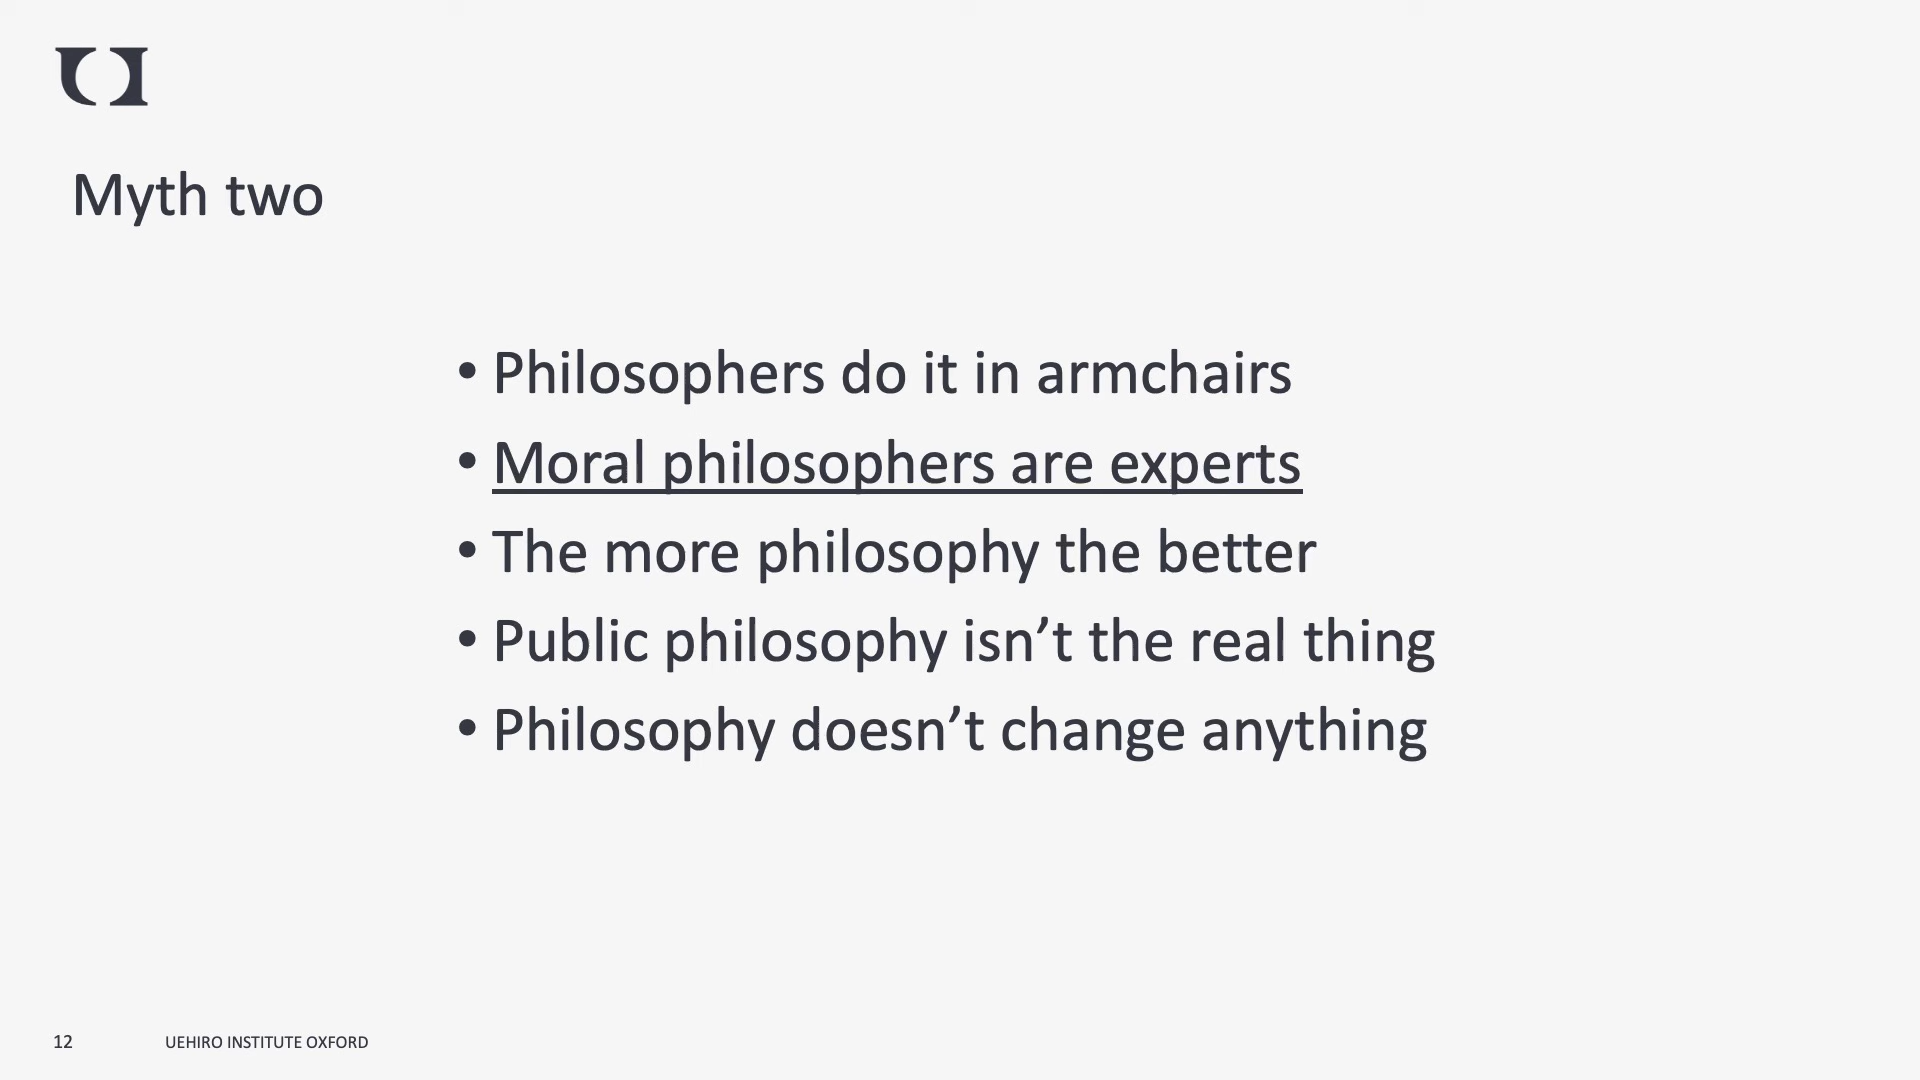 Myth two
• Philosophers do it in armchairs
• Moral philosophers are experts
• The more philosophy the better
• Public philosophy isn’t the real thing
• Philosophy doesn’t change anything
12 UEHIRO INSTITUTE OXFORD